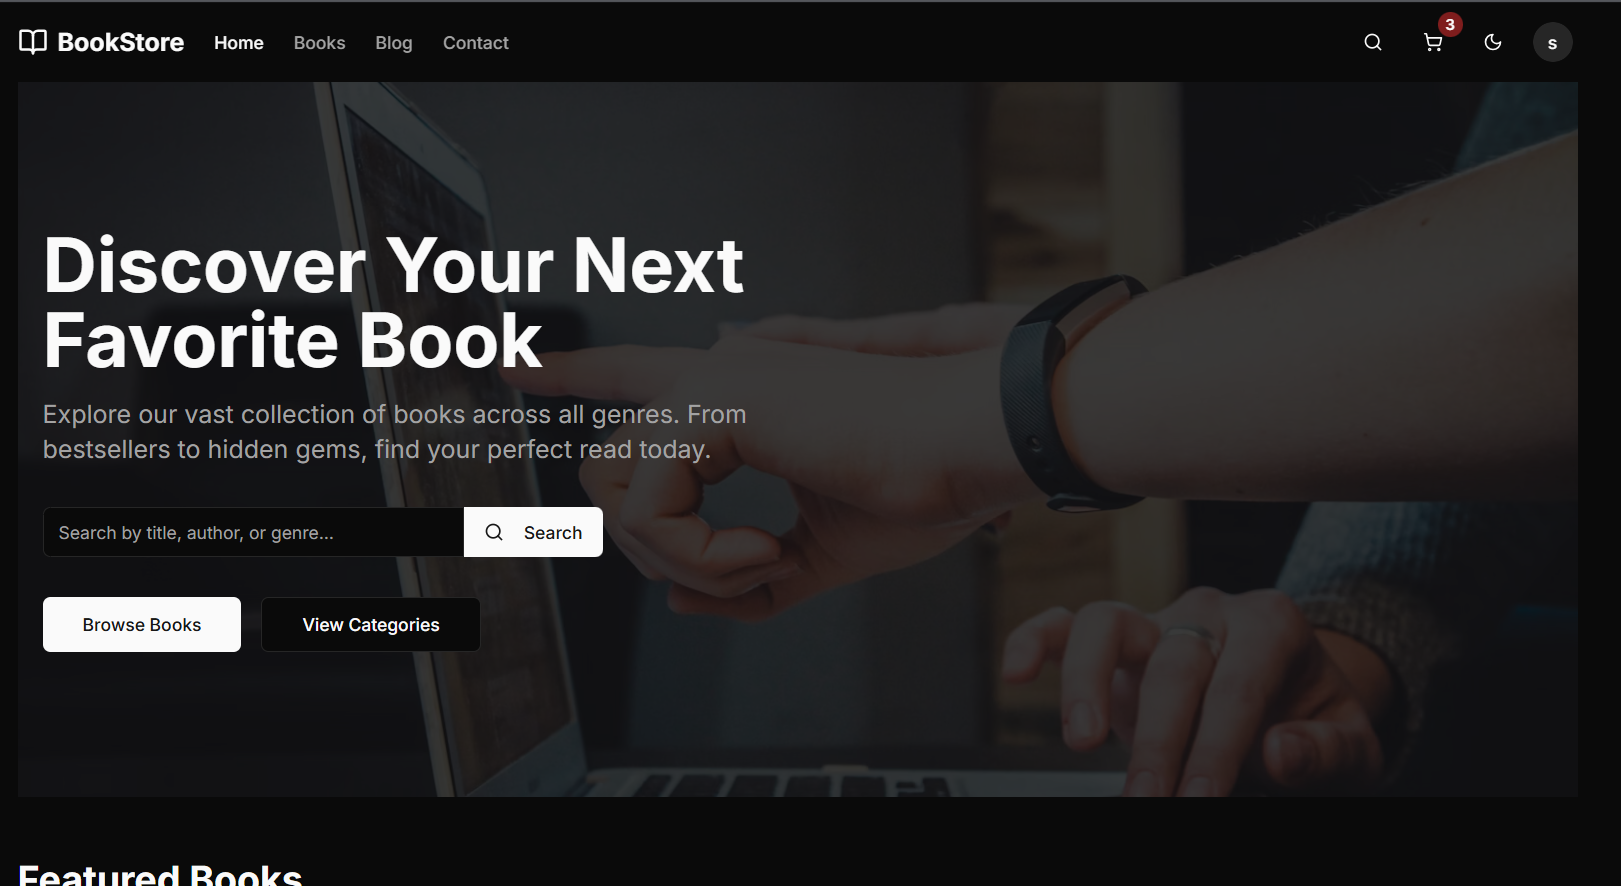 BookStore
Home
Books
Blog
Contact
3
s
Discover Your Next
Favorite Book
Explore our vast collection of books across all genres. From
bestsellers to hidden gems, find your perfect read today.
Search by title, author, or genre...
Search
Browse Books
View Categories
Featured Books